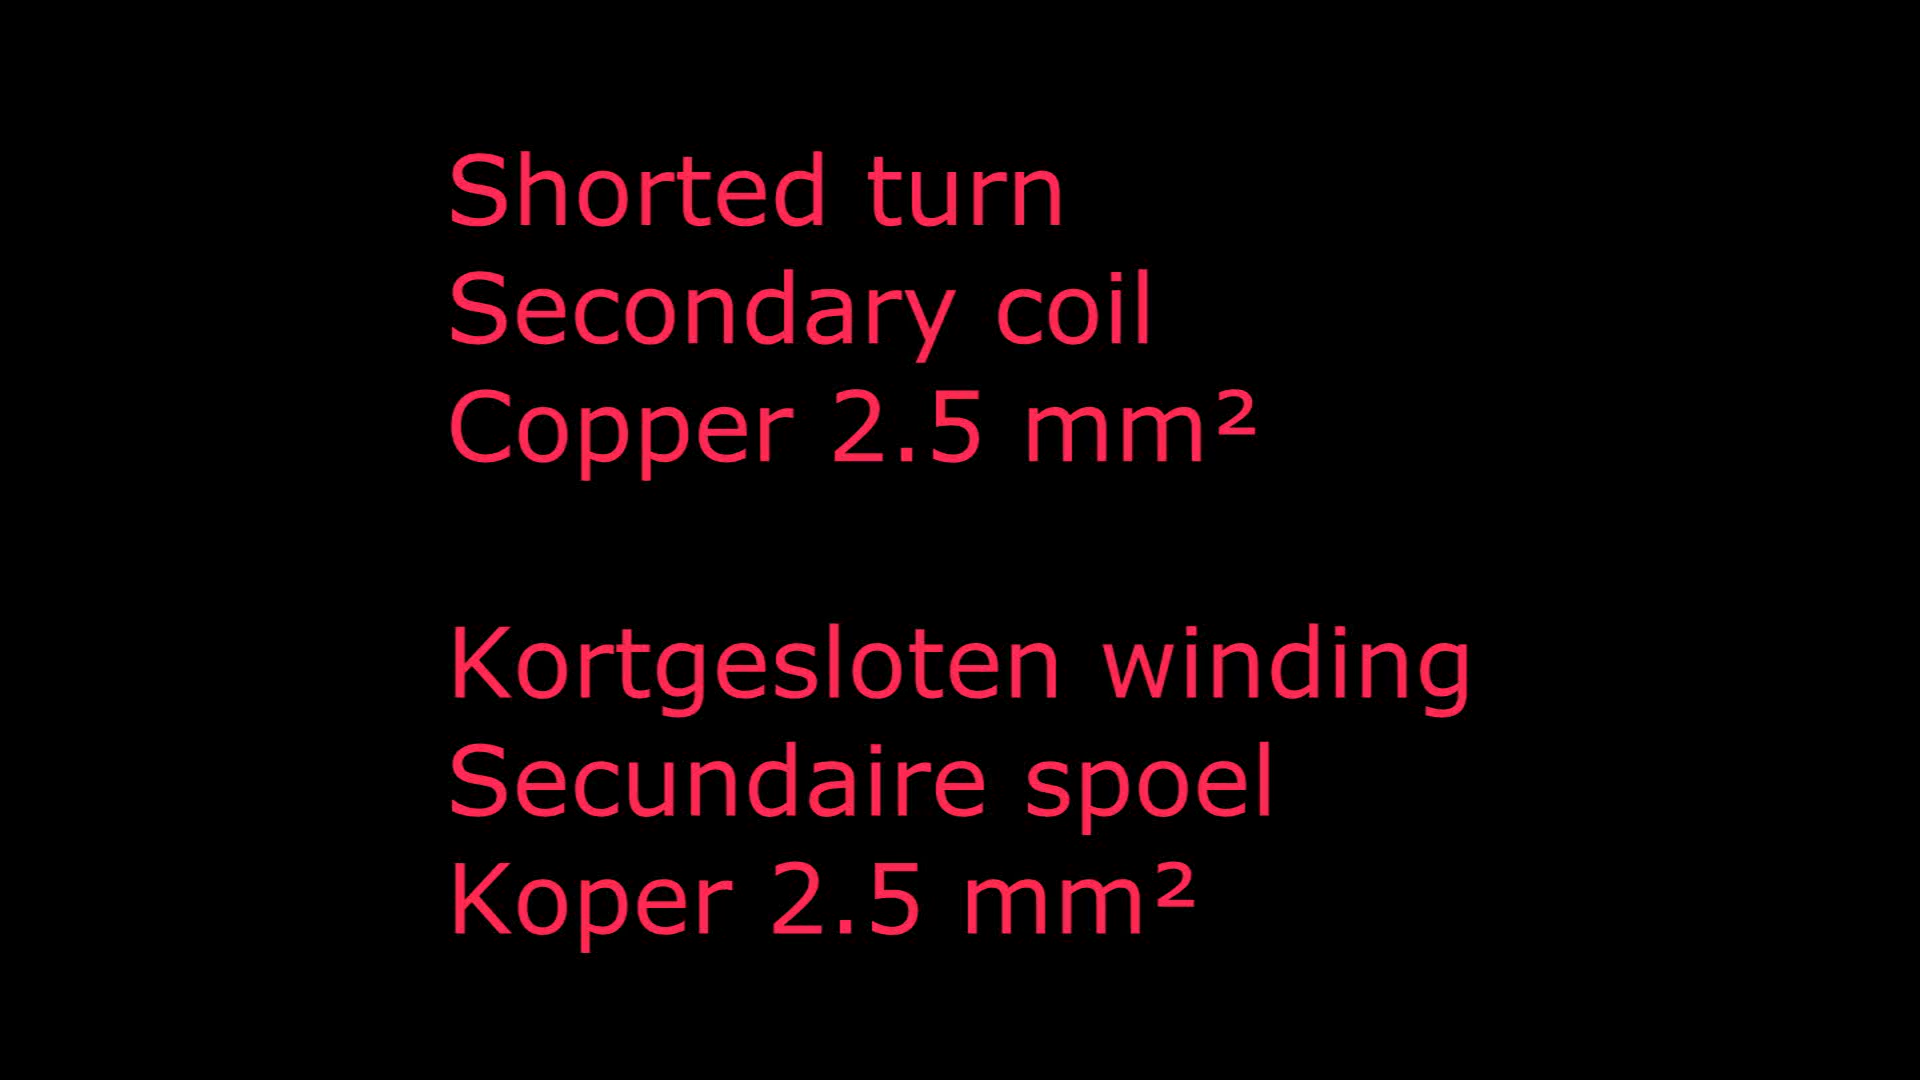 Shorted turn
Secondary coil
Copper 2.5 mm²
Kortgesloten winding
Secundaire spoel
Koper 2.5 mm²